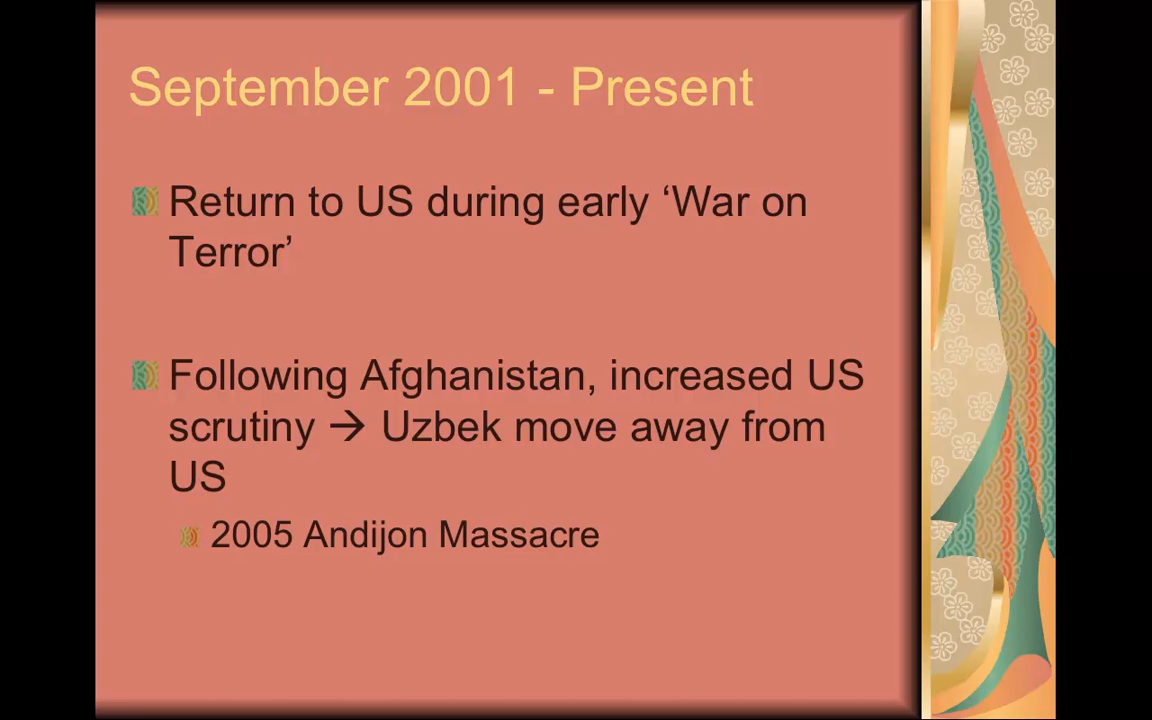 September 2001 - Present
Return to US during early ‘War on
Terror’
Following Afghanistan, increased US
scrutiny → Uzbek move away from
US
2005 Andijon Massacre